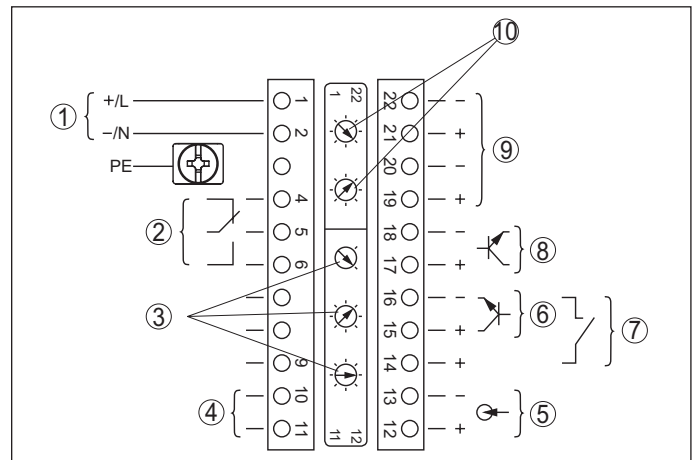 ⑩
1 22
+/L 1 22 −
①
−/N 2 21 +
⑨
PE 20 −
4 19 +
② 5 18 −
⑧
6 17 +
16 −
⑥
③ 15 + ⑦
9 14 +
10 13 −
④ ⑤
11 11 12 12 +